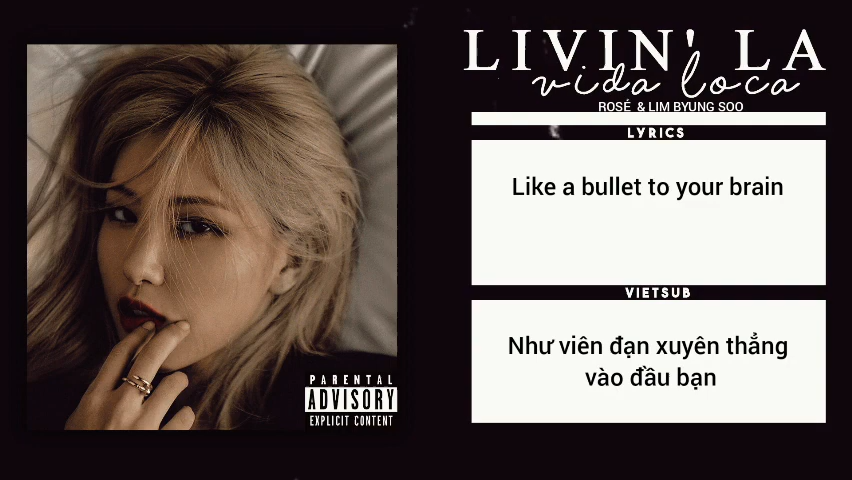 LIVIN' LA
vida loca
ROSÉ & LIM BYUNG SOO
LYRICS
Like a bullet to your brain
VIETSUB
Như viên đạn xuyên thẳng
vào đầu bạn
PARENTAL
ADVISORY
EXPLICIT CONTENT